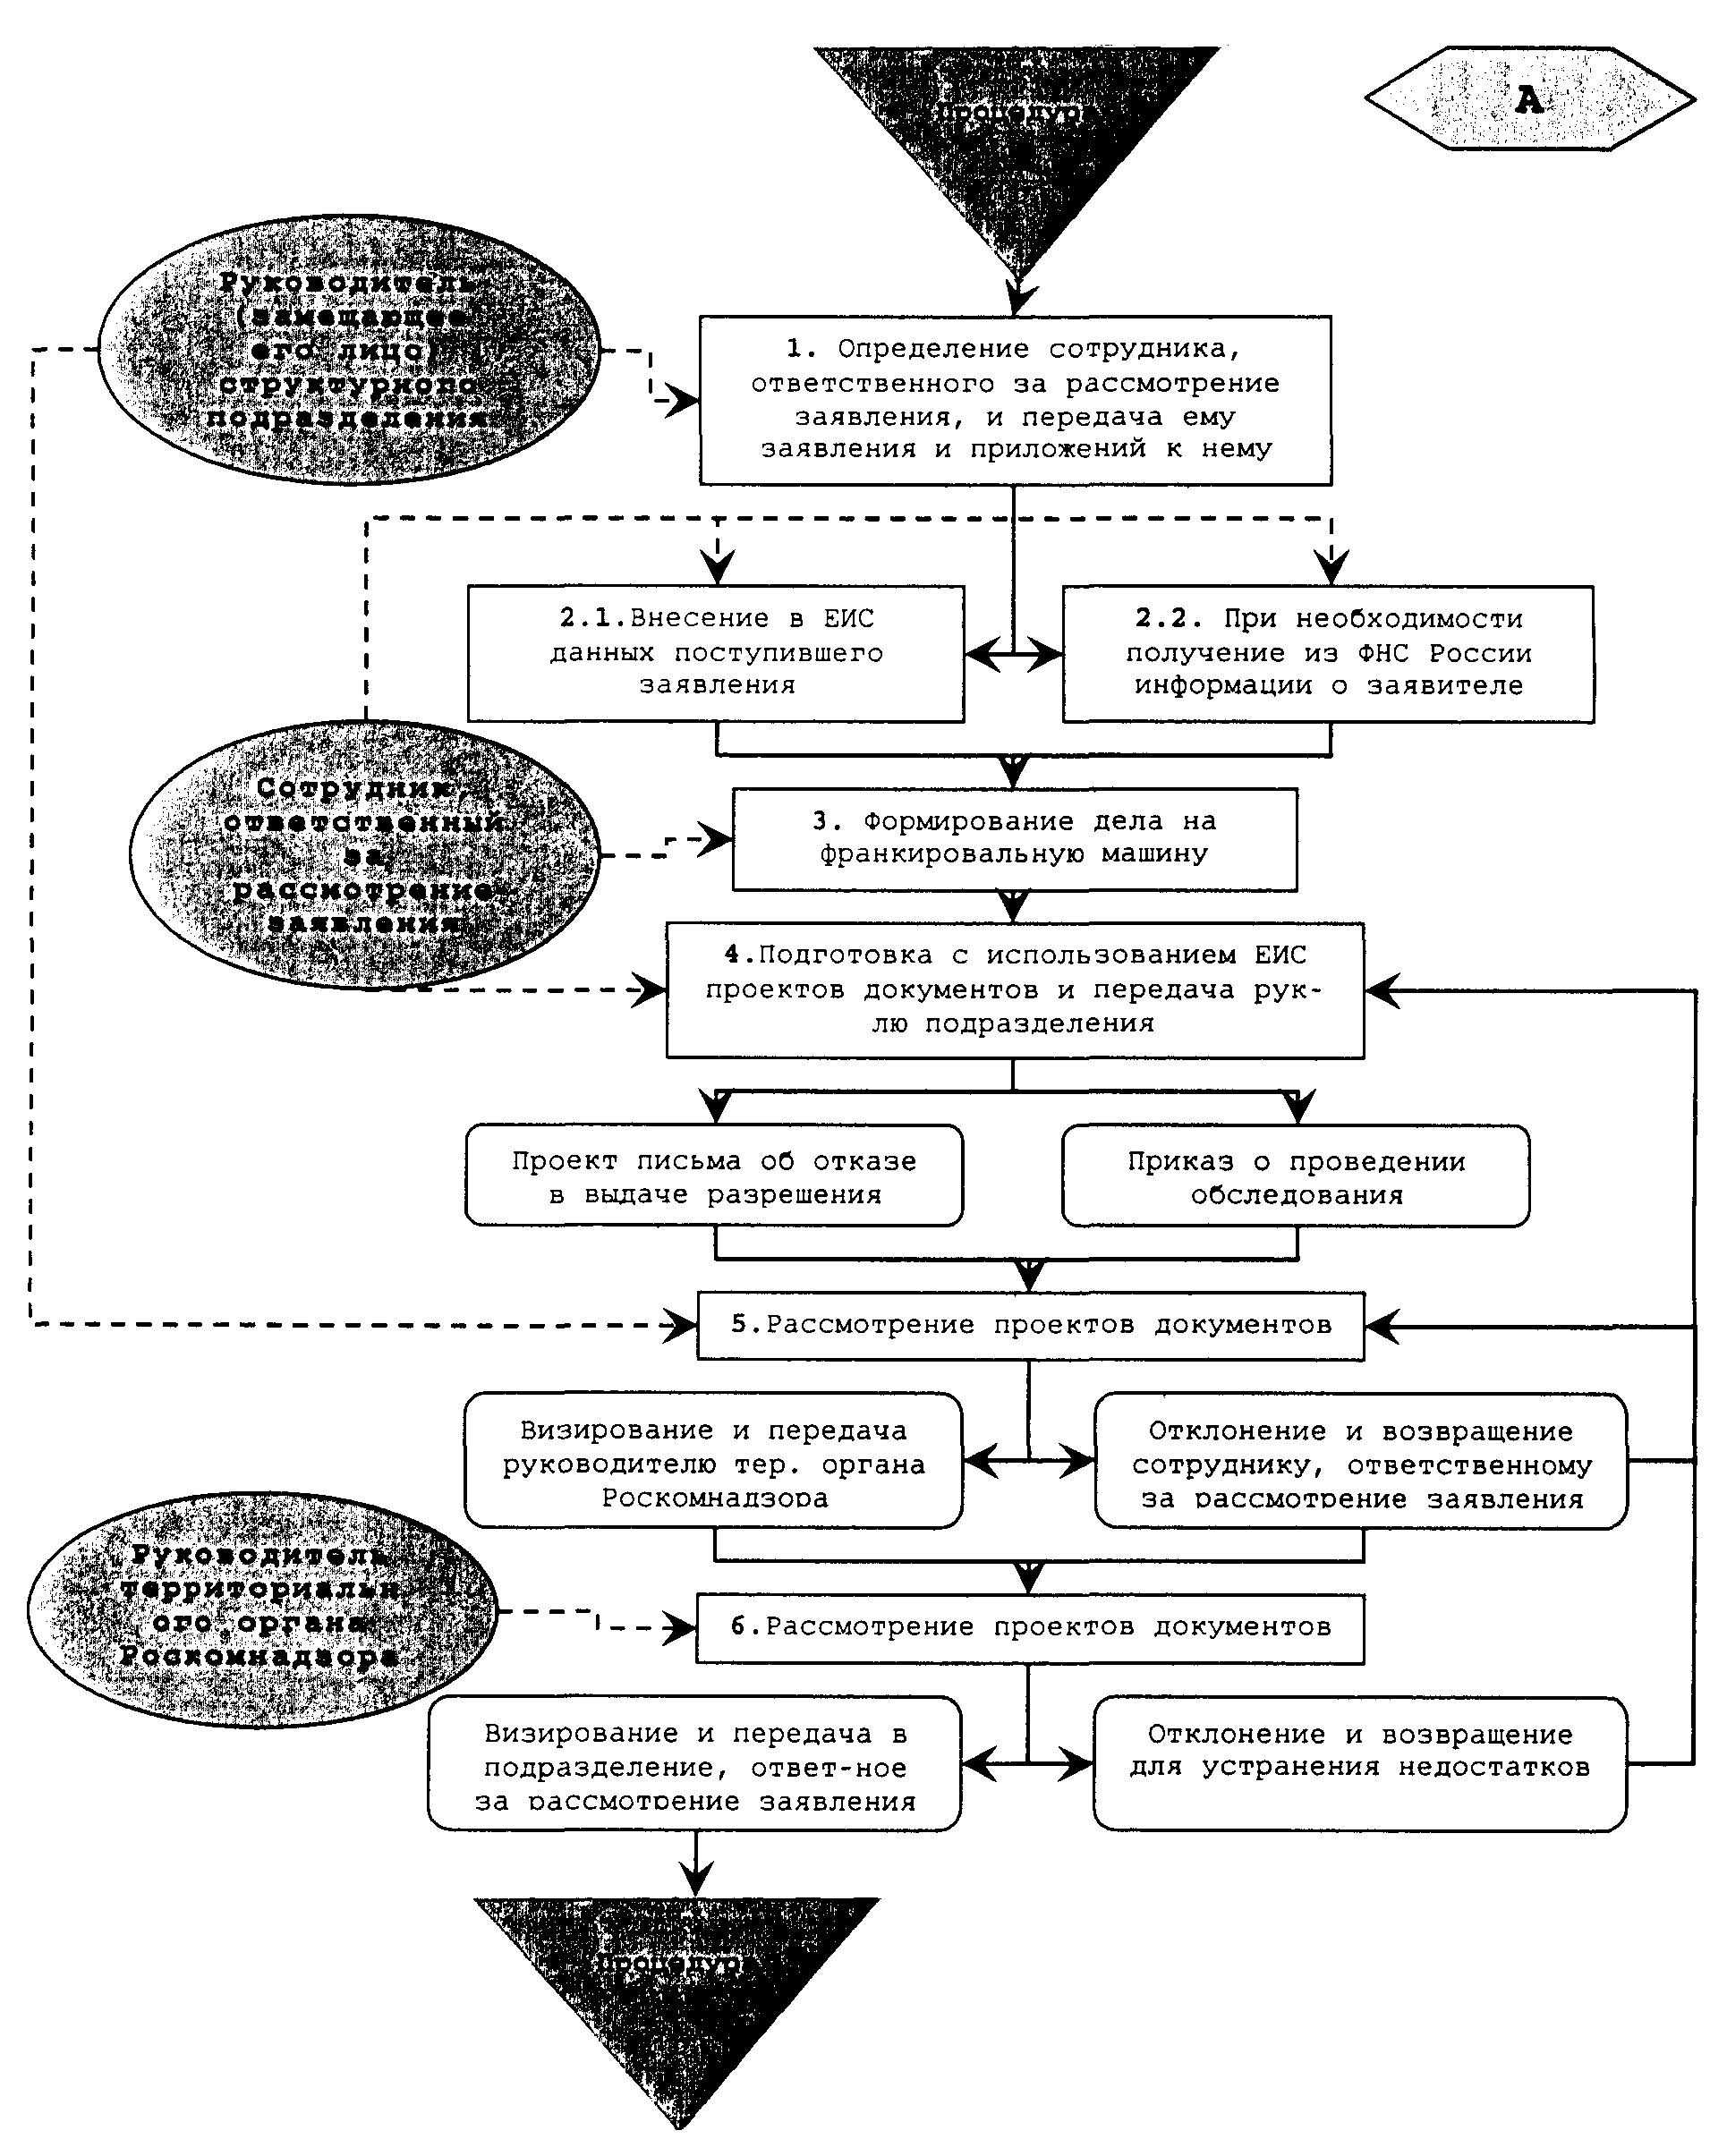 Процедур
А
Руководитель
(замещающее
его лицо)
структурного
подразделения
1. Определение сотрудника,
ответственного за рассмотрение
заявления, и передача ему
заявления и приложений к нему
2.1.Внесение в ЕИС
данных поступившего
заявления
2.2. При необходимости
получение из ФНС России
информации о заявителе
Сотрудник,
ответственный
за
рассмотрение
заявления
3. Формирование дела на
франкировальную машину
4.Подготовка с использованием ЕИС
проектов документов и передача рук-
лю подразделения
Проект письма об отказе
в выдаче разрешения
Приказ о проведении
обследования
5.Рассмотрение проектов документов
Визирование и передача
руководителю тер. органа
Роскомнадзора
Отклонение и возвращение
сотруднику, ответственному
за рассмотрение заявления
Руководитель
территориальн
ого органа
Роскомнадзора
6.Рассмотрение проектов документов
Визирование и передача в
подразделение, ответ-ное
за рассмотрение заявления
Отклонение и возвращение
для устранения недостатков
Процедур